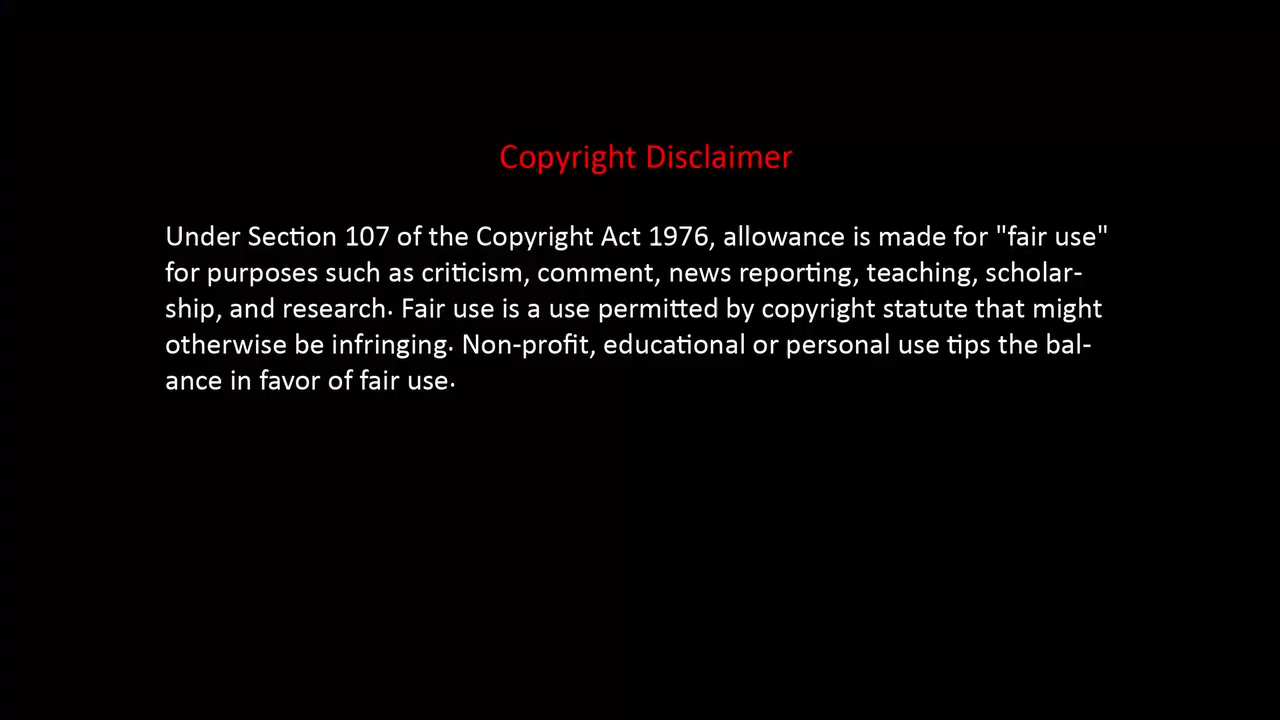 Copyright Disclaimer
Under Section 107 of the Copyright Act 1976, allowance is made for "fair use"
for purposes such as criticism, comment, news reporting, teaching, scholar-
ship, and research. Fair use is a use permitted by copyright statute that might
otherwise be infringing. Non-profit, educational or personal use tips the bal-
ance in favor of fair use.